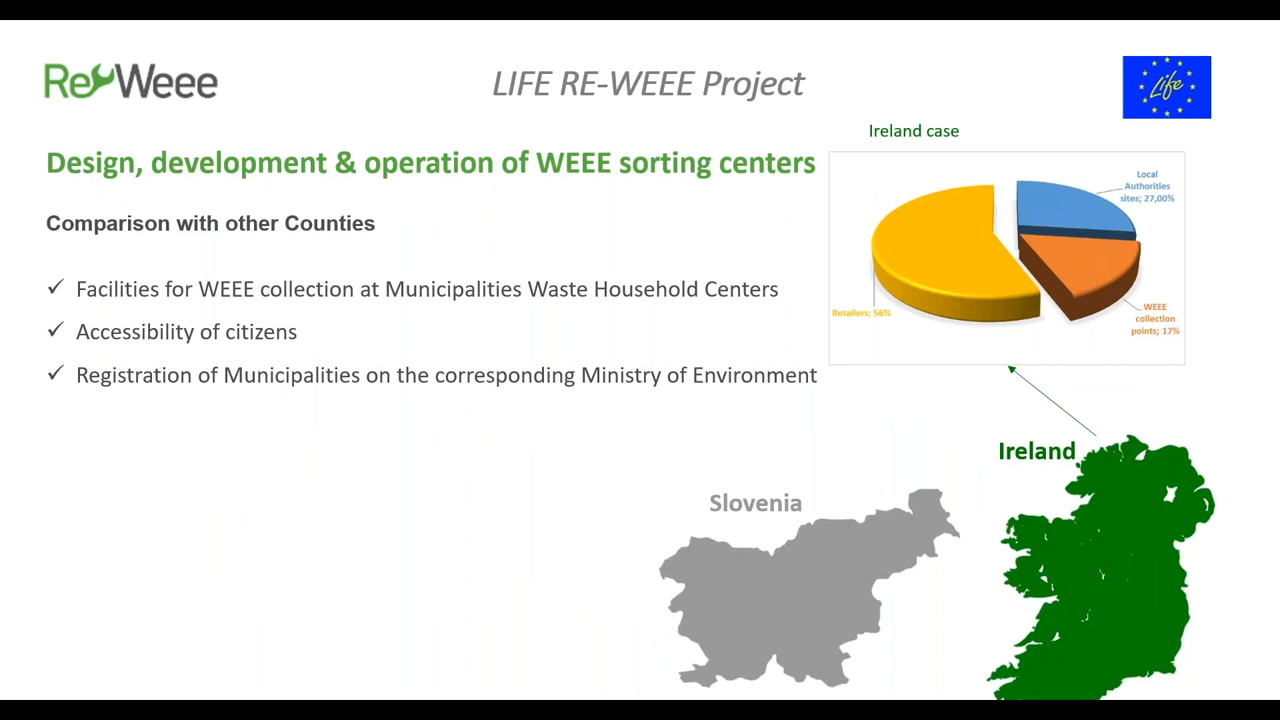 Re Weee
LIFE RE-WEEE Project
Life
Ireland case
Design, development & operation of WEEE sorting centers
Local
Authorities
sites; 27,00%
Comparison with other Counties
Facilities for WEEE collection at Municipalities Waste Household Centers
Retailers; 56%
WEEE
collection
points; 17%
Accessibility of citizens
Registration of Municipalities on the corresponding Ministry of Environment
Ireland
Slovenia